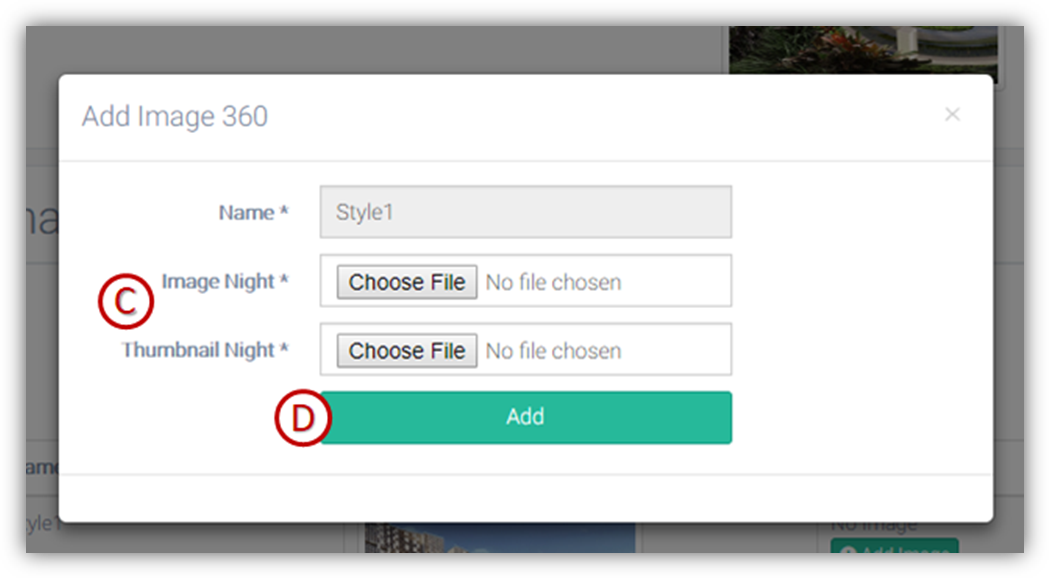 Add Image 360 ×
Name * Style1
Image Night * Choose File No file chosen
C
Thumbnail Night * Choose File No file chosen
D Add
No Image
Add Image